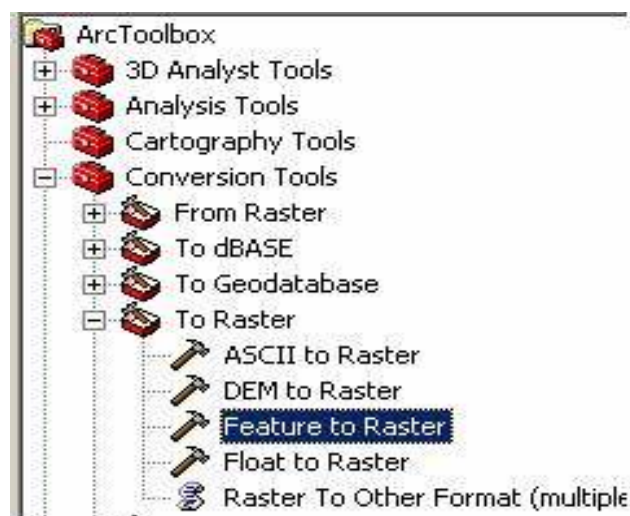 ArcToolbox
3D Analyst Tools
Analysis Tools
Cartography Tools
Conversion Tools
From Raster
To dBASE
To Geodatabase
To Raster
ASCII to Raster
DEM to Raster
Feature to Raster
Float to Raster
Raster To Other Format (multiple